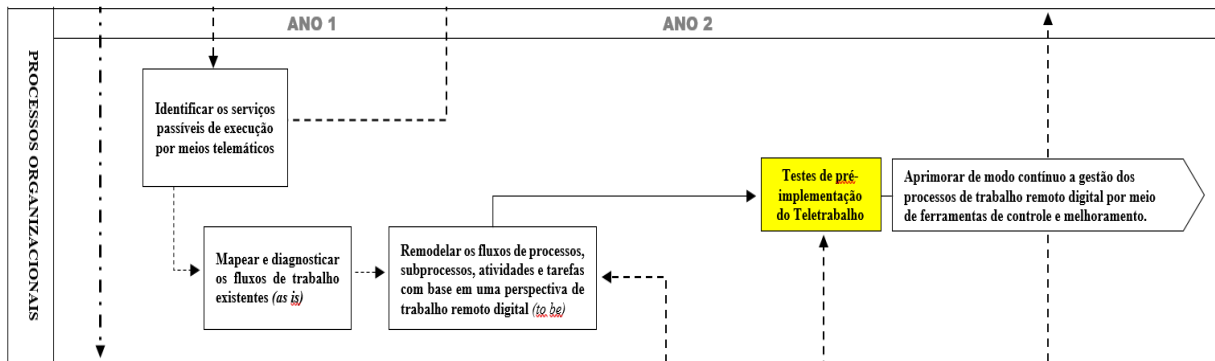 ANO 1
ANO 2
PROCESSOS ORGANIZACIONAIS
Identificar os serviços
passíveis de execução
por meios telemáticos
Testes de pré-
implementação
do Teletrabalho
Aprimorar de modo contínuo a gestão dos
processos de trabalho remoto digital por meio
de ferramentas de controle e melhoramento.
Mapear e diagnosticar
os fluxos de trabalho
existentes (as is)
Remodelar os fluxos de processos,
subprocessos, atividades e tarefas
com base em uma perspectiva de
trabalho remoto digital (to be)